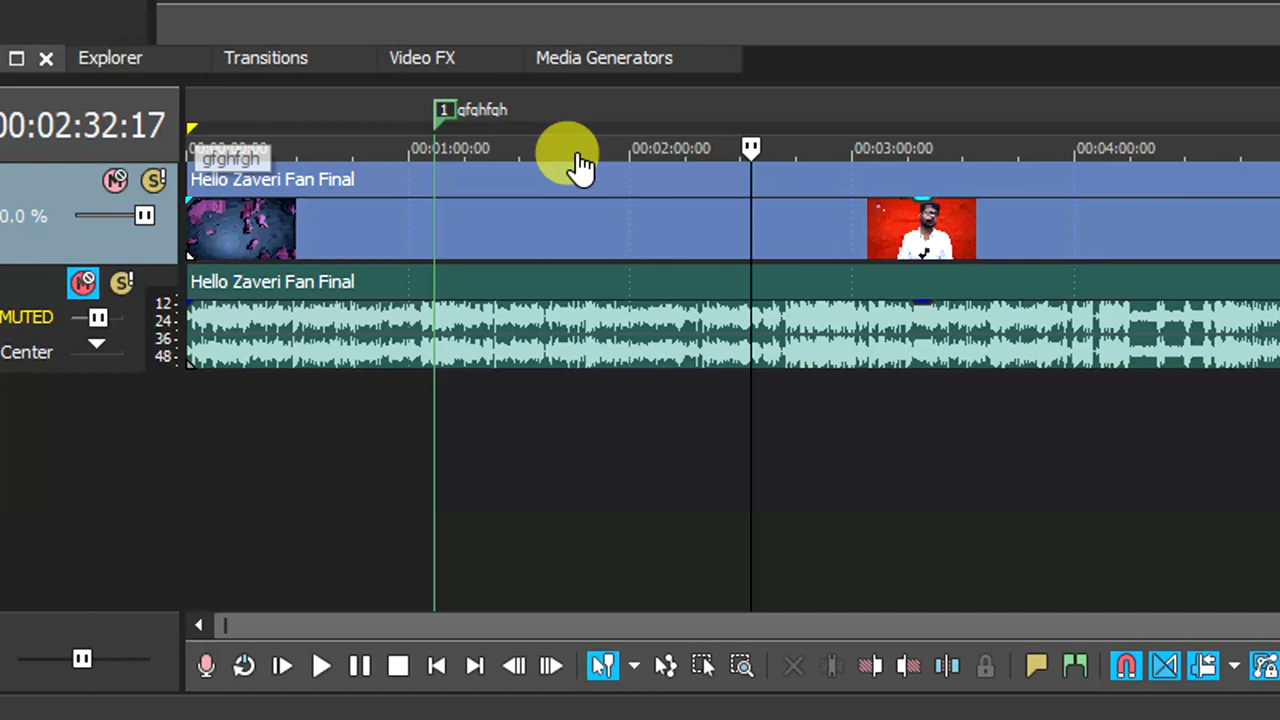 Explorer
Transitions
Video FX
Media Generators
00:02:32:17
1 gfghfgh
gfghfgh
00:01:00:00
00:02:00:00
00:03:00:00
00:04:00:00
M
S!
Hello Zaveri Fan Final
0.0 %
M
S!
Hello Zaveri Fan Final
MUTED
Center
12
24
36
48